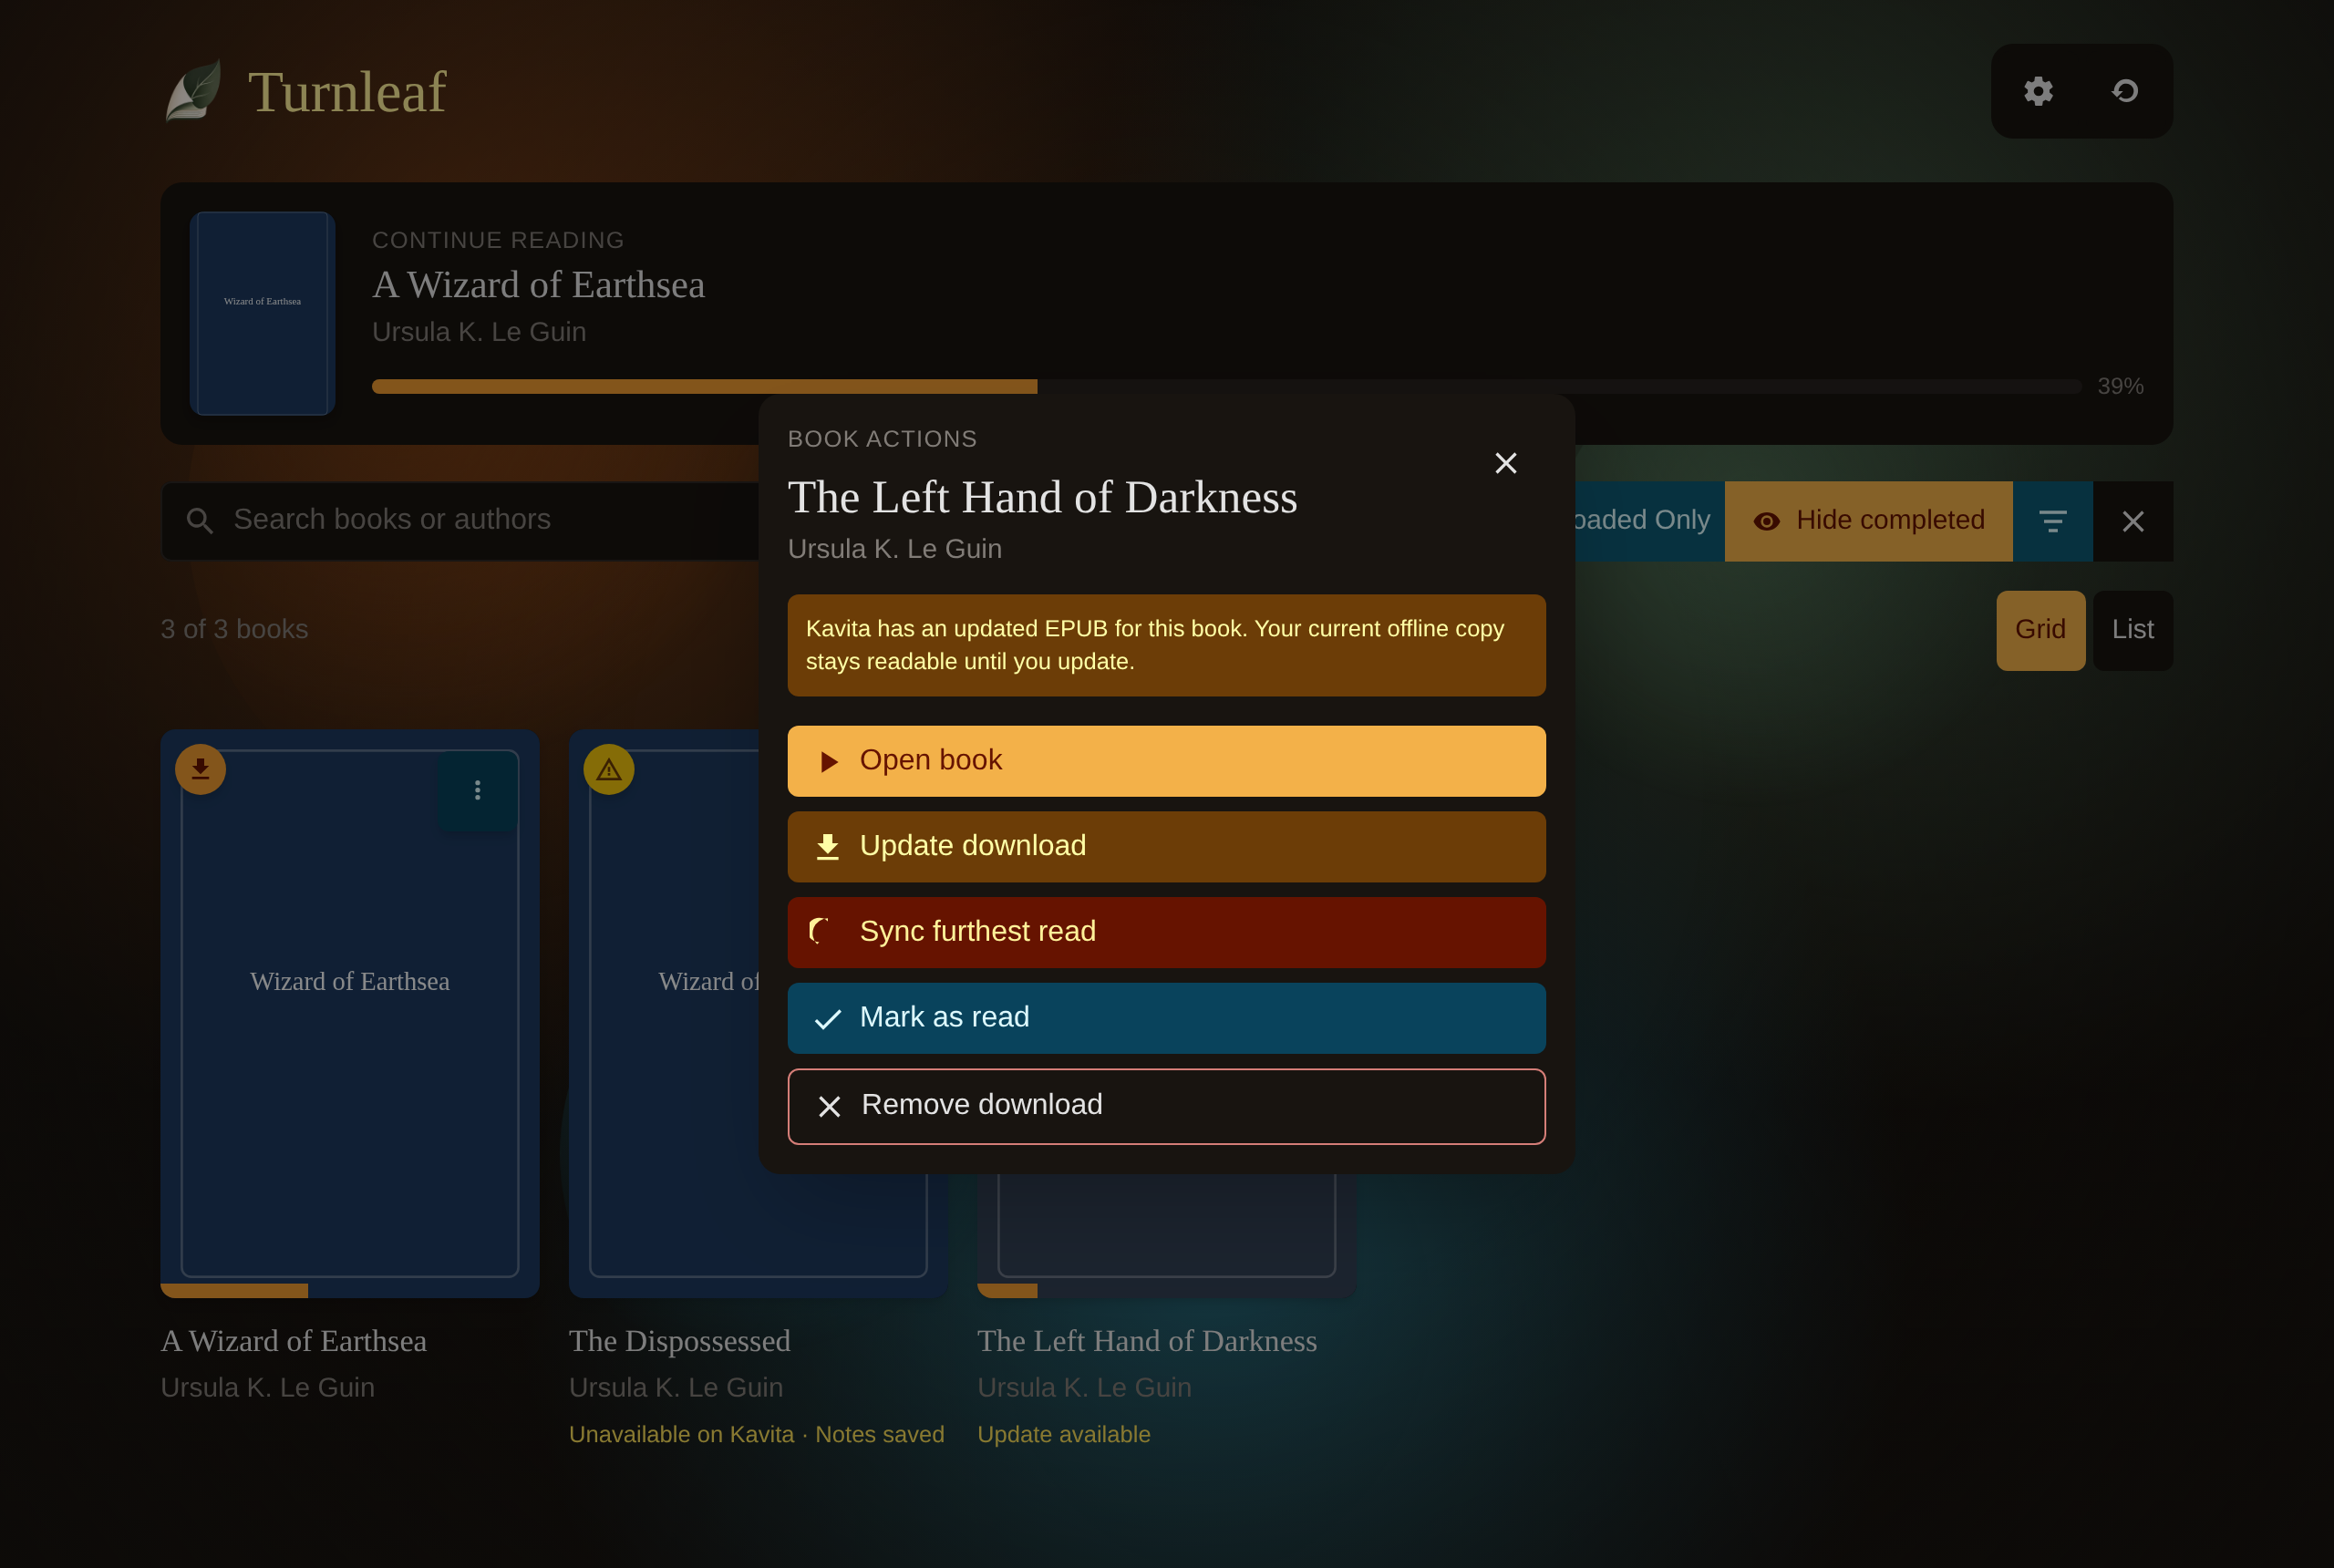 Turnleaf
CONTINUE READING
A Wizard of Earthsea
Ursula K. Le Guin
Wizard of Earthsea
39%
Search books or authors
oaded Only
Hide completed
3 of 3 books
Grid
List
BOOK ACTIONS
The Left Hand of Darkness
Ursula K. Le Guin
Kavita has an updated EPUB for this book. Your current offline copy
stays readable until you update.
Open book
Update download
Sync furthest read
Mark as read
Remove download
Wizard of Earthsea
Wizard of
A Wizard of Earthsea
Ursula K. Le Guin
The Dispossessed
Ursula K. Le Guin
Unavailable on Kavita · Notes saved
The Left Hand of Darkness
Ursula K. Le Guin
Update available